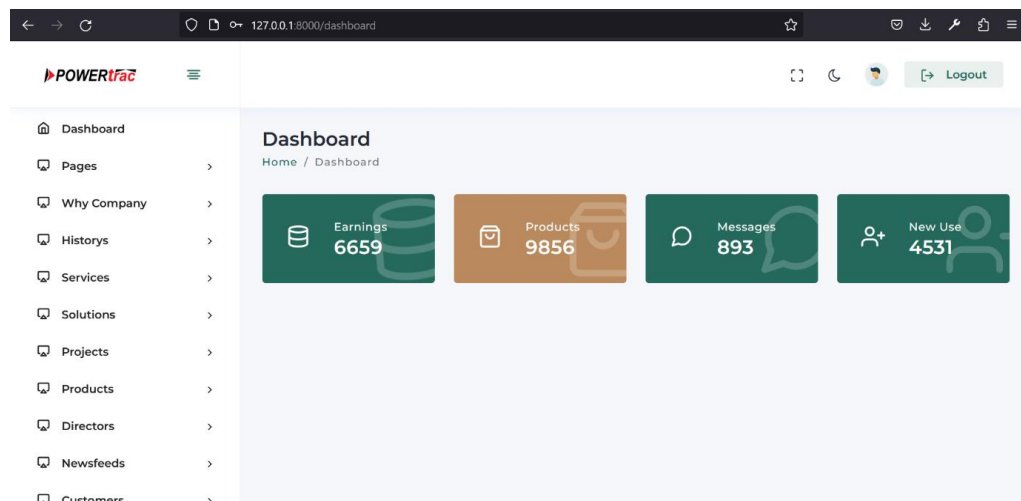 127.0.0.1:8000/dashboard
POWERtrac
Logout
Dashboard
Pages
Why Company
Historys
Services
Solutions
Projects
Products
Directors
Newsfeeds
Customers
Dashboard
Home / Dashboard
Earnings
6659
Products
9856
Messages
893
New Use
4531